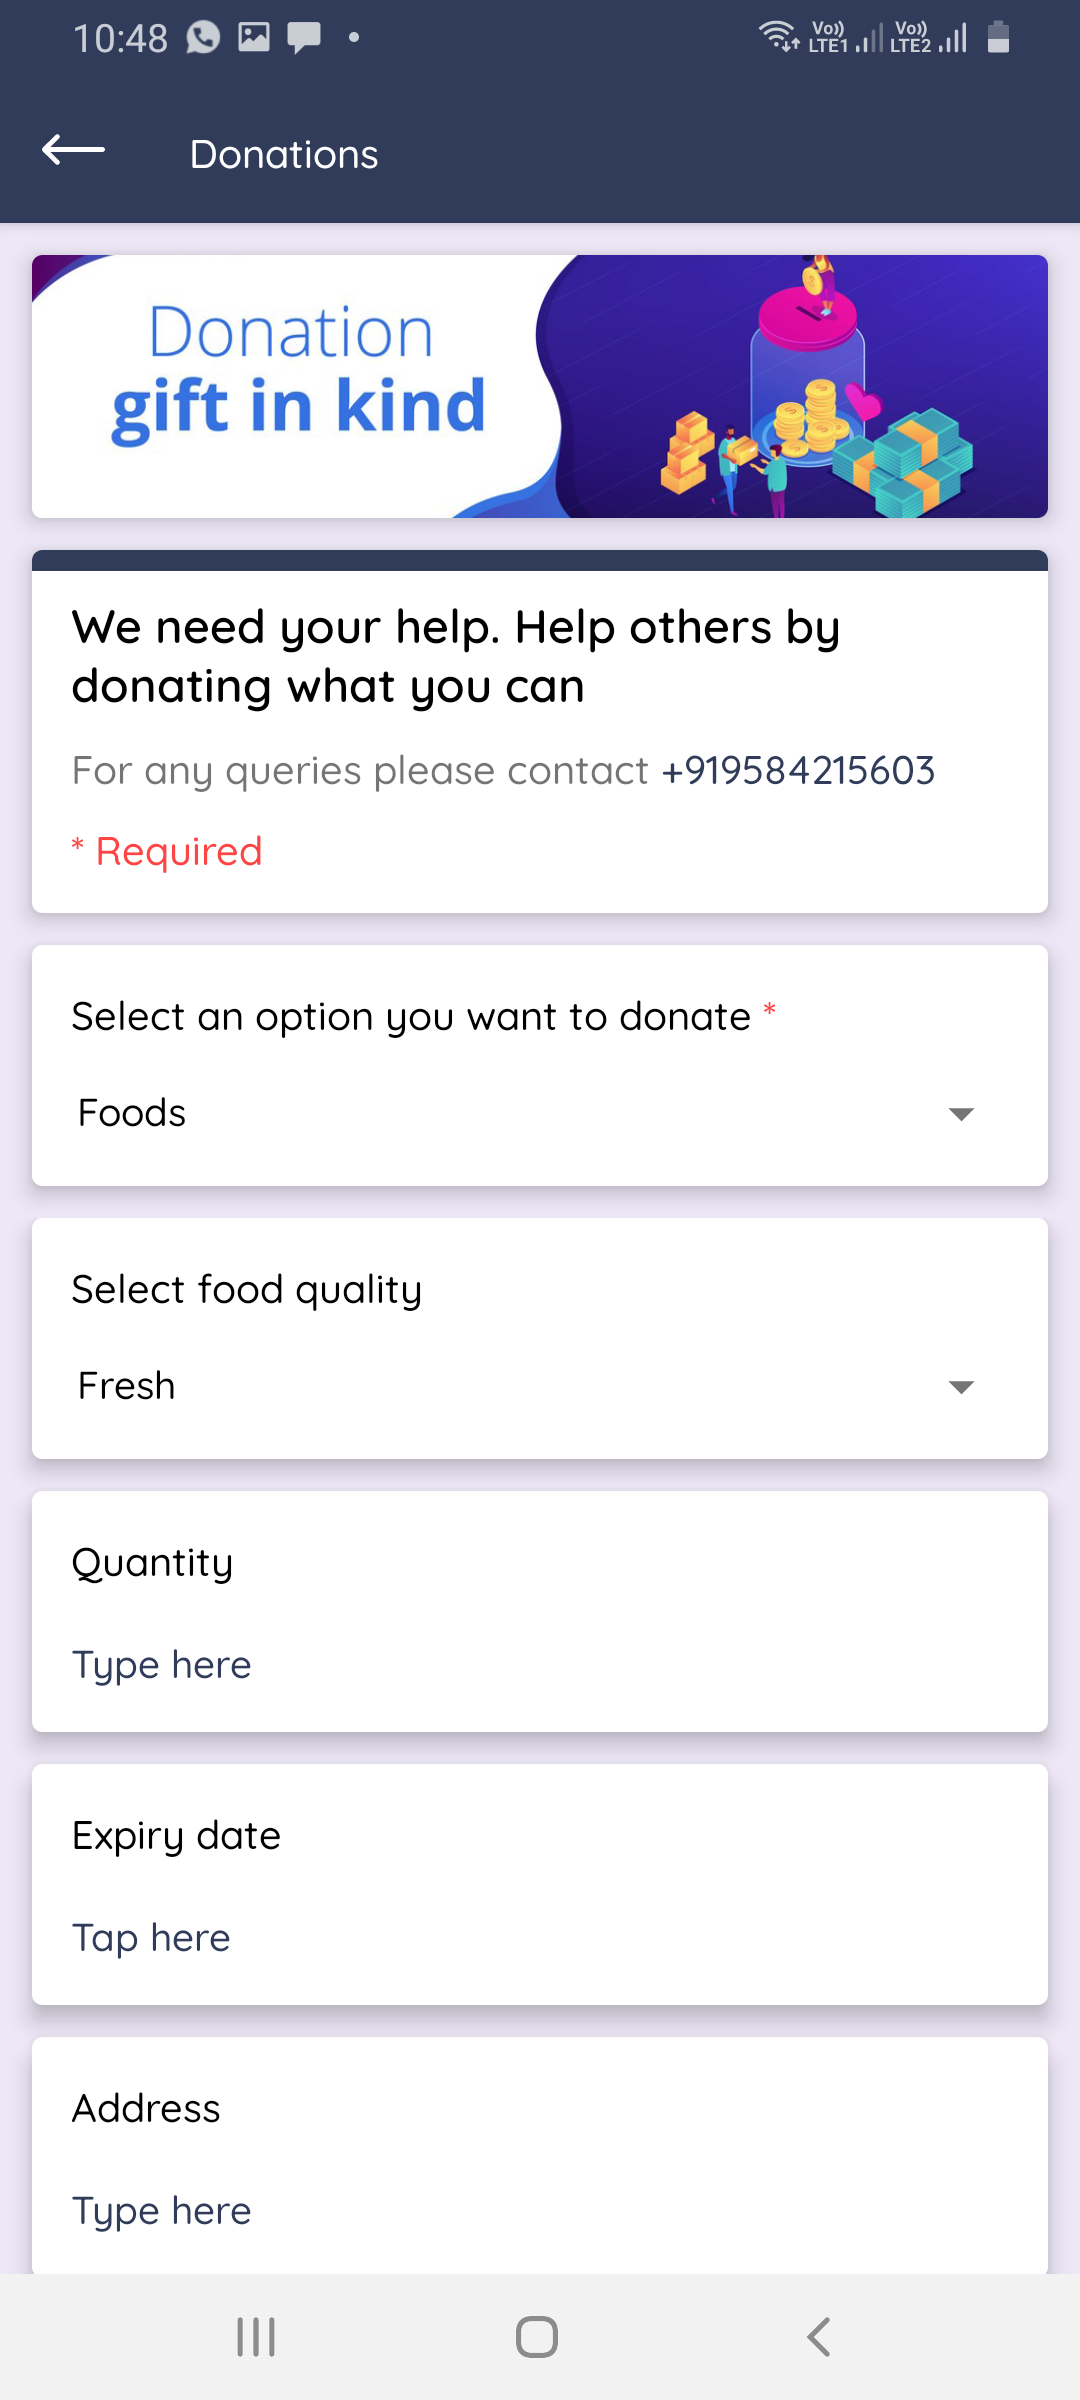 10:48
Vo)) LTE1
Vo)) LTE2
Donations
Donation
gift in kind
We need your help. Help others by
donating what you can
For any queries please contact +919584215603
* Required
Select an option you want to donate *
Foods
Select food quality
Fresh
Quantity
Type here
Expiry date
Tap here
Address
Type here